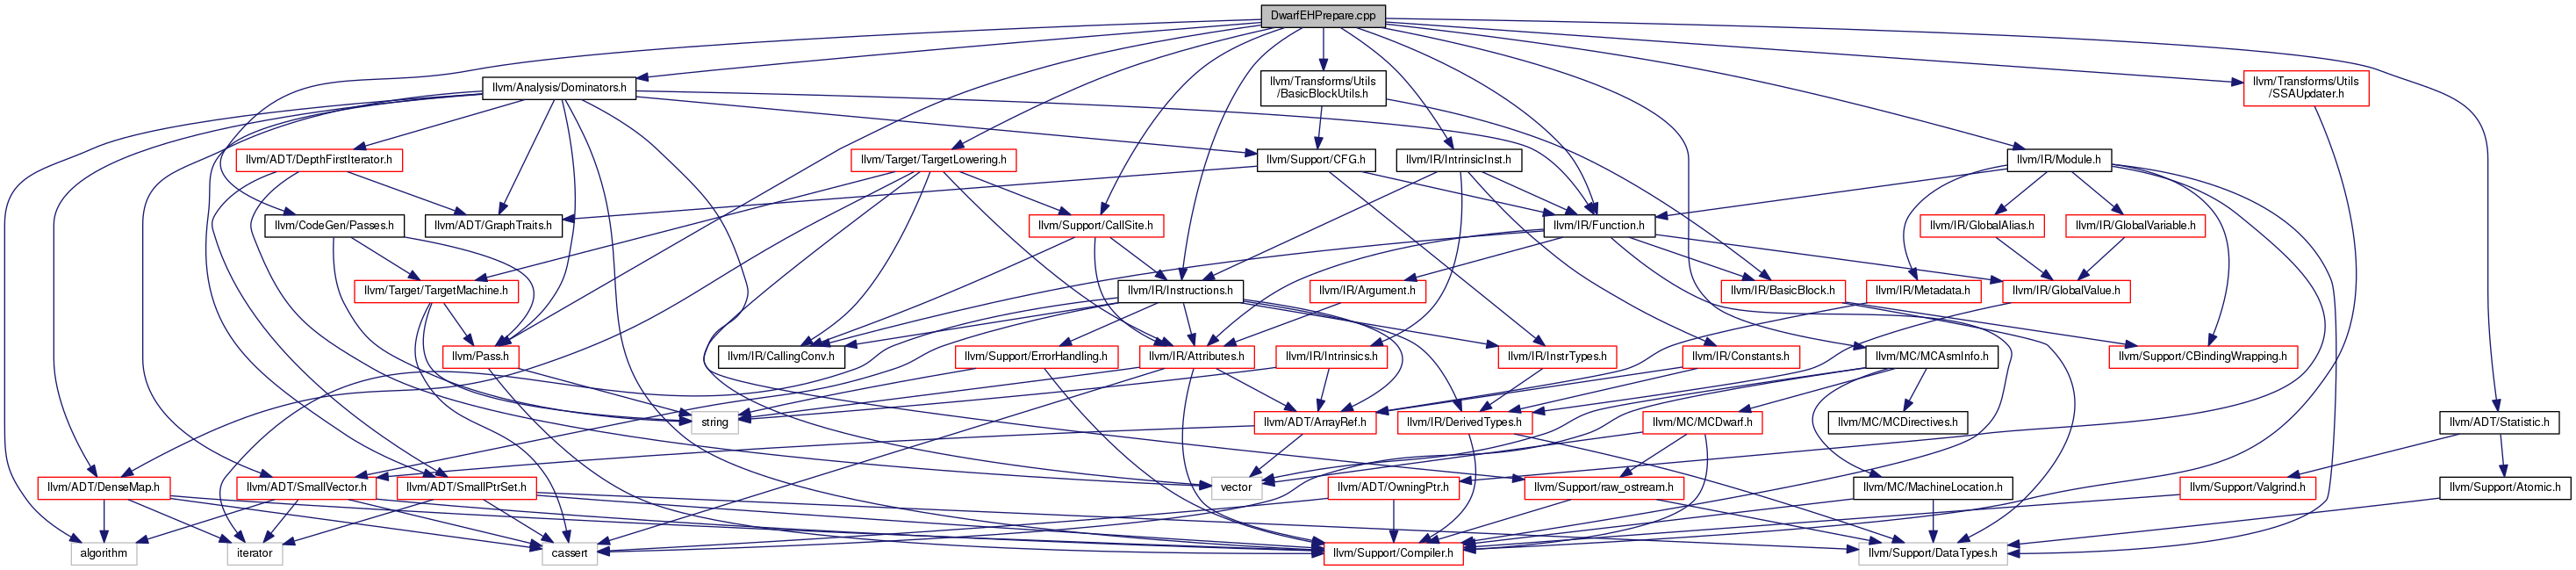 DwarfEHPrepare.cpp
llvm/Analysis/Dominators.h
llvm/Transforms/Utils
/BasicBlockUtils.h
llvm/Transforms/Utils
/SSAUpdater.h
llvm/ADT/DepthFirstIterator.h
llvm/Target/TargetLowering.h
llvm/Support/CFG.h
llvm/IR/IntrinsicInst.h
llvm/IR/Module.h
llvm/CodeGen/Passes.h
llvm/ADT/GraphTraits.h
llvm/Support/CallSite.h
llvm/IR/Function.h
llvm/IR/GlobalAlias.h
llvm/IR/GlobalVariable.h
llvm/Target/TargetMachine.h
llvm/IR/Instructions.h
llvm/IR/Argument.h
llvm/IR/BasicBlock.h
llvm/IR/Metadata.h
llvm/IR/GlobalValue.h
llvm/Pass.h
llvm/IR/CallingConv.h
llvm/Support/ErrorHandling.h
llvm/IR/Attributes.h
llvm/IR/Intrinsics.h
llvm/IR/InstrTypes.h
llvm/IR/Constants.h
llvm/MC/MCAsmInfo.h
llvm/Support/CBindingWrapping.h
string
llvm/ADT/ArrayRef.h
llvm/IR/DerivedTypes.h
llvm/MC/MCDwarf.h
llvm/MC/MCDirectives.h
llvm/ADT/Statistic.h
llvm/ADT/DenseMap.h
llvm/ADT/SmallVector.h
llvm/ADT/SmallPtrSet.h
vector
llvm/ADT/OwningPtr.h
llvm/Support/raw_ostream.h
llvm/MC/MachineLocation.h
llvm/Support/Valgrind.h
llvm/Support/Atomic.h
algorithm
iterator
cassert
llvm/Support/Compiler.h
llvm/Support/DataTypes.h